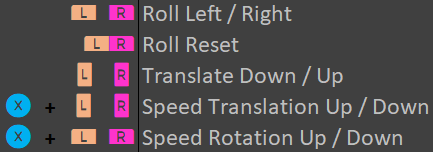 L R Roll Left / Right
L R Roll Reset
L R Translate Down / Up
X + L R Speed Translation Up / Down
X + L R Speed Rotation Up / Down